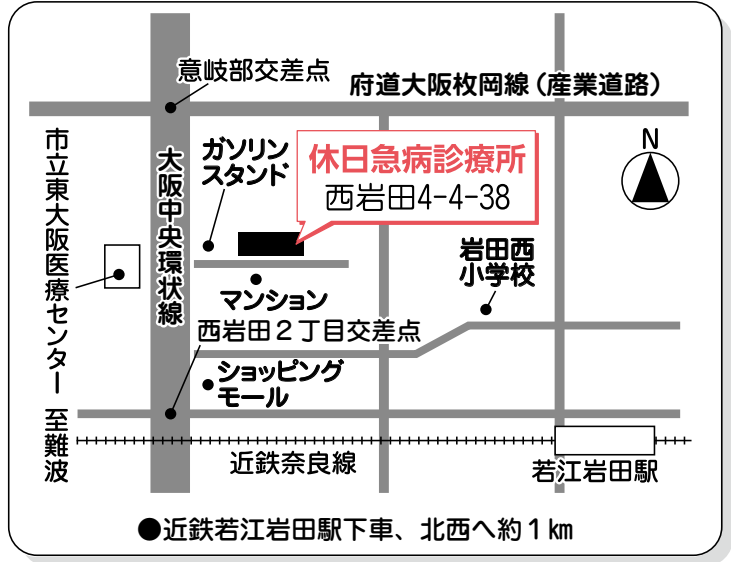 意岐部交差点
府道大阪枚岡線（産業道路）
市立東大阪医療センター
大阪中央環状線
ガソリン
スタンド
休日急病診療所
西岩田4-4-38
N
岩田西
小学校
マンション
西岩田２丁目交差点
ショッピング
モール
至難波
近鉄奈良線
若江岩田駅
●近鉄若江岩田駅下車、北西へ約１㎞